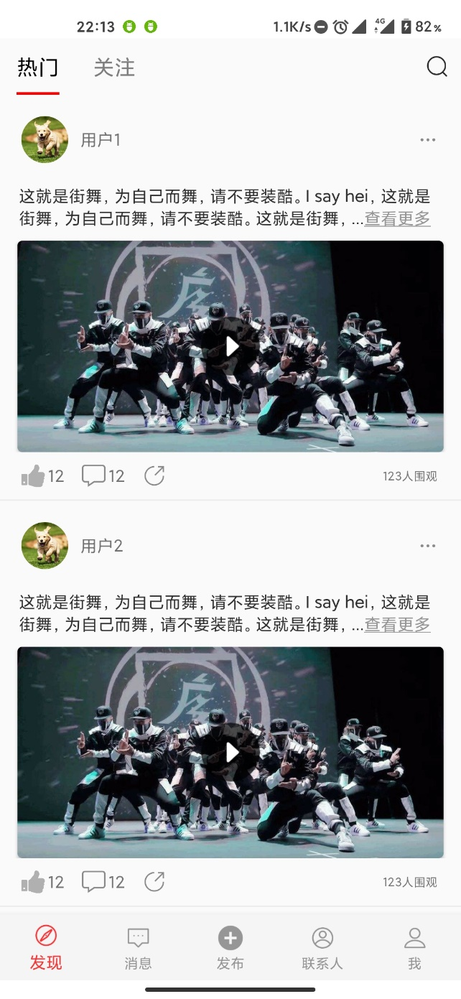 22:13 1.1K/s 4G 82%
热门 关注
用户1
这就是街舞，为自己而舞，请不要装酷。I say hei，这就是
街舞，为自己而舞，请不要装酷。这就是街舞，...查看更多
12 12 123人围观
用户2
这就是街舞，为自己而舞，请不要装酷。I say hei，这就是
街舞，为自己而舞，请不要装酷。这就是街舞，...查看更多
12 12 123人围观
发现 消息 发布 联系人 我